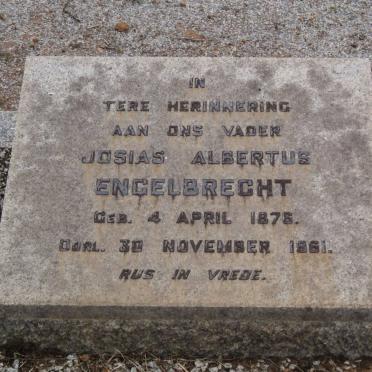 IN
TERE HERINNERING
AAN ONS VADER
JOSIAS ALBERTUS
ENGELBRECHT
GEB. 4 APRIL 1876.
OORL. 30 NOVEMBER 1961.
RUS IN VREDE.